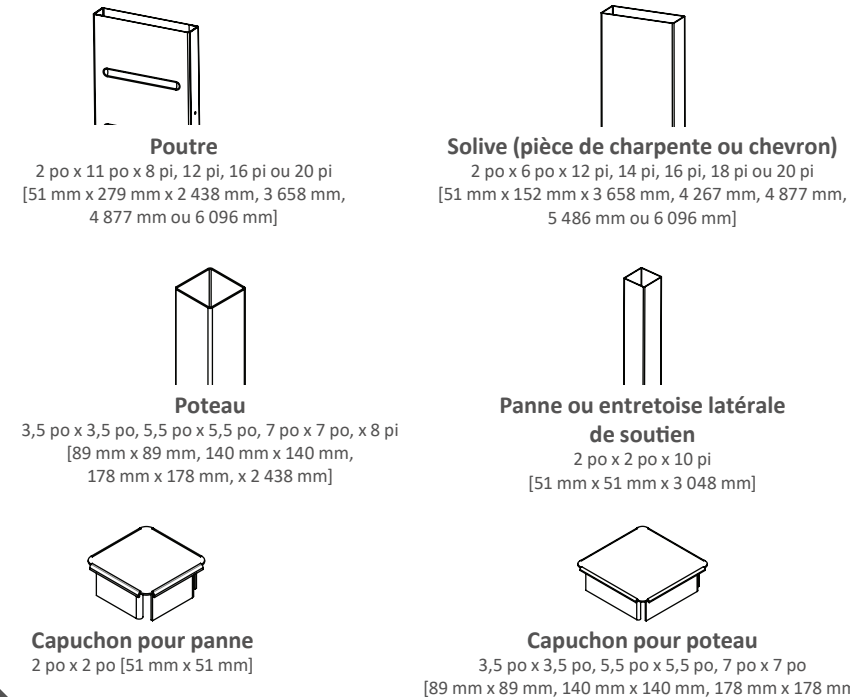 Poutre
2 po x 11 po x 8 pi, 12 pi, 16 pi ou 20 pi
[51 mm x 279 mm x 2 438 mm, 3 658 mm,
4 877 mm ou 6 096 mm]
Solive (pièce de charpente ou chevron)
2 po x 6 po x 12 pi, 14 pi, 16 pi, 18 pi ou 20 pi
[51 mm x 152 mm x 3 658 mm, 4 267 mm, 4 877 mm,
5 486 mm ou 6 096 mm]
Poteau
3,5 po x 3,5 po, 5,5 po x 5,5 po, 7 po x 7 po, x 8 pi
[89 mm x 89 mm, 140 mm x 140 mm,
178 mm x 178 mm, x 2 438 mm]
Panne ou entretoise latérale
de soutien
2 po x 2 po x 10 pi
[51 mm x 51 mm x 3 048 mm]
Capuchon pour panne
2 po x 2 po [51 mm x 51 mm]
Capuchon pour poteau
3,5 po x 3,5 po, 5,5 po x 5,5 po, 7 po x 7 po
[89 mm x 89 mm, 140 mm x 140 mm, 178 mm x 178 mm